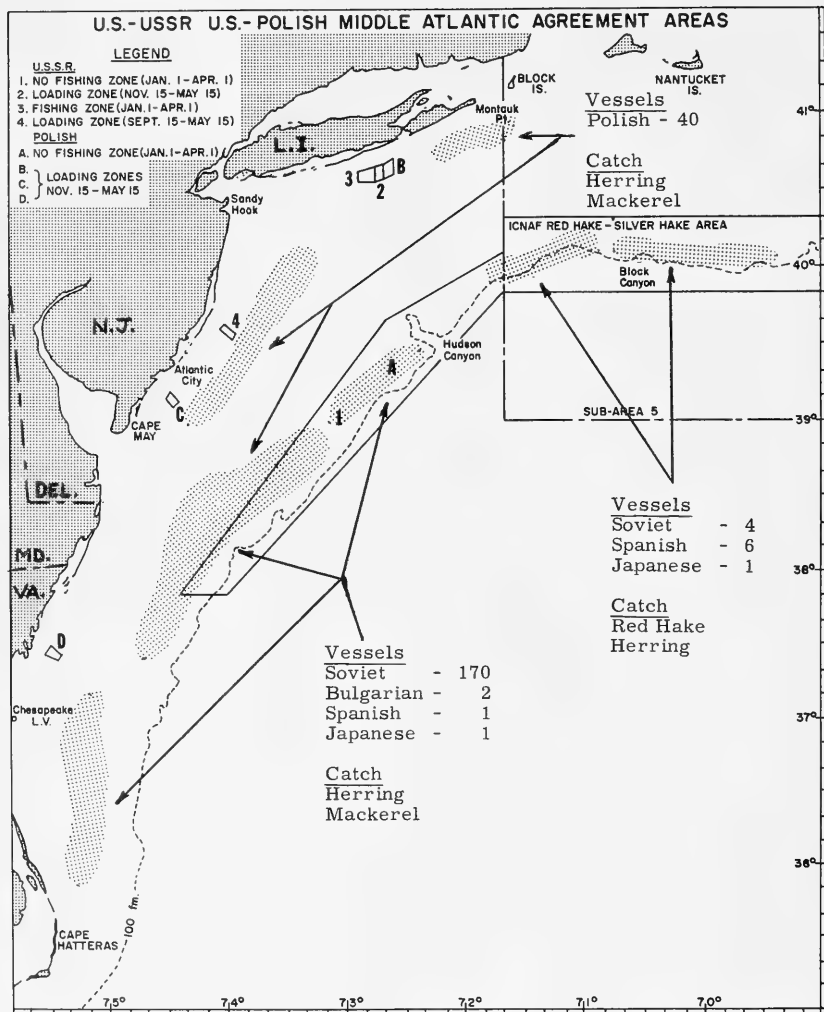 U.S.-USSR U.S.-POLISH MIDDLE ATLANTIC AGREEMENT AREAS
LEGEND
U.S.S.R.
1. NO FISHING ZONE (JAN. 1-APR. 1)
2. LOADING ZONE (NOV. 15-MAY 15)
3. FISHING ZONE (JAN. 1-APR. 1)
4. LOADING ZONE (SEPT. 15-MAY 15)
POLISH
A. NO FISHING ZONE (JAN. 1-APR. 1)
B.
C. } LOADING ZONES
NOV. 15-MAY 15
D.
BLOCK
IS.
NANTUCKET
IS.
Montauk
Pt.
41°
Vessels
Polish - 40
Catch
Herring
Mackerel
L.I.
3
2
B
Sandy
Hook
ICNAF RED HAKE-SILVER HAKE AREA
40°
Block
Canyon
N.J.
4
Atlantic
City
C
CAPE
MAY
Hudson
Canyon
A
1
SUB-AREA 5
39°
DEL.
MD.
VA.
D
Vessels
Soviet - 4
Spanish - 6
Japanese - 1
Catch
Red Hake
Herring
38°
Vessels
Soviet - 170
Bulgarian - 2
Spanish - 1
Japanese - 1
Catch
Herring
Mackerel
Chesapeake
L.V.
37°
36°
100 fm.
CAPE
HATTERAS
75°
74°
73°
72°
71°
70°